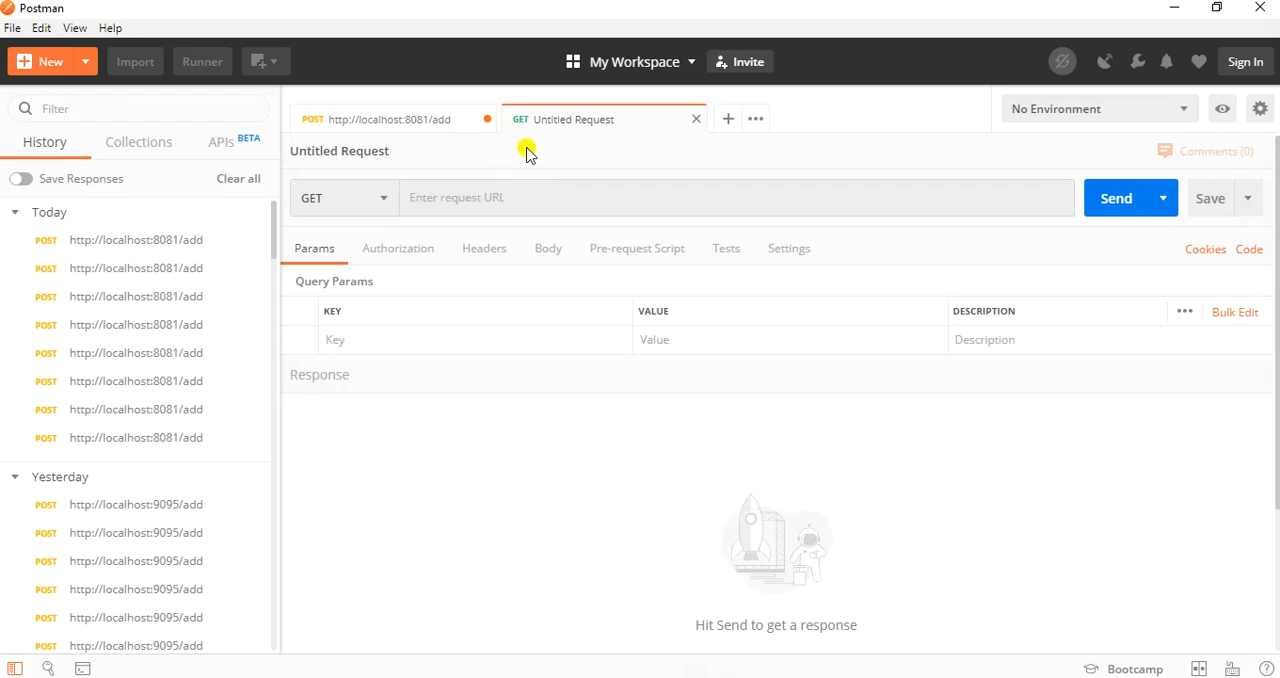 Postman
File Edit View Help
New Import Runner My Workspace Invite Sign In
Filter
History Collections APIs BETA
Save Responses Clear all
Today
POST http://localhost:8081/add
POST http://localhost:8081/add
POST http://localhost:8081/add
POST http://localhost:8081/add
POST http://localhost:8081/add
POST http://localhost:8081/add
POST http://localhost:8081/add
POST http://localhost:8081/add
Yesterday
POST http://localhost:9095/add
POST http://localhost:9095/add
POST http://localhost:9095/add
POST http://localhost:9095/add
POST http://localhost:9095/add
POST http://localhost:9095/add
POST http://localhost:8081/add GET Untitled Request No Environment
Untitled Request Comments (0)
GET Enter request URL Send Save
Params Authorization Headers Body Pre-request Script Tests Settings Cookies Code
Query Params
KEY VALUE DESCRIPTION Bulk Edit
Key Value Description
Response
Hit Send to get a response
Bootcamp